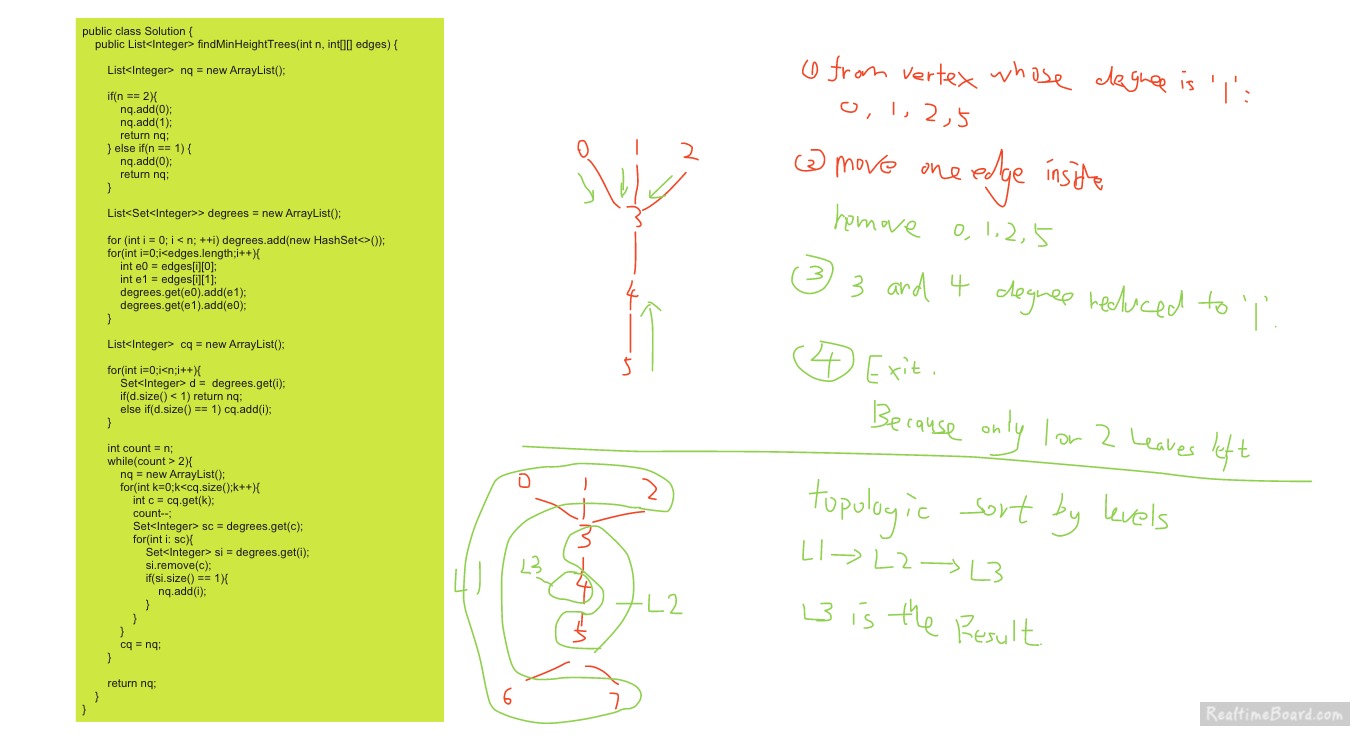 public class Solution {
public List<Integer> findMinHeightTrees(int n, int[][] edges) {
List<Integer> nq = new ArrayList();
if(n == 2){
nq.add(0);
nq.add(1);
return nq;
} else if(n == 1) {
nq.add(0);
return nq;
}
List<Set<Integer>> degrees = new ArrayList();
for (int i = 0; i < n; ++i) degrees.add(new HashSet<>());
for(int i=0;i<edges.length;i++){
int e0 = edges[i][0];
int e1 = edges[i][1];
degrees.get(e0).add(e1);
degrees.get(e1).add(e0);
}
List<Integer> cq = new ArrayList();
for(int i=0;i<n;i++){
Set<Integer> d = degrees.get(i);
if(d.size() < 1) return nq;
else if(d.size() == 1) cq.add(i);
}
int count = n;
while(count > 2){
nq = new ArrayList();
for(int k=0;k<cq.size();k++){
int c = cq.get(k);
count--;
Set<Integer> sc = degrees.get(c);
for(int i: sc){
Set<Integer> si = degrees.get(i);
si.remove(c);
if(si.size() == 1){
nq.add(i);
}
}
}
cq = nq;
}
return nq;
}
}
0 1 2
3
4
5
① from vertex whose degree is '1':
0, 1, 2, 5
② move one edge inside
remove 0, 1, 2, 5
③ 3 and 4 degree reduced to '1'.
④ Exit.
Because only 1 or 2 leaves left
0 1 2
3
L3 4
L1 L2
5
6 7
topologic sort by levels
L1 → L2 → L3
L3 is the Result.
RealtimeBoard.com